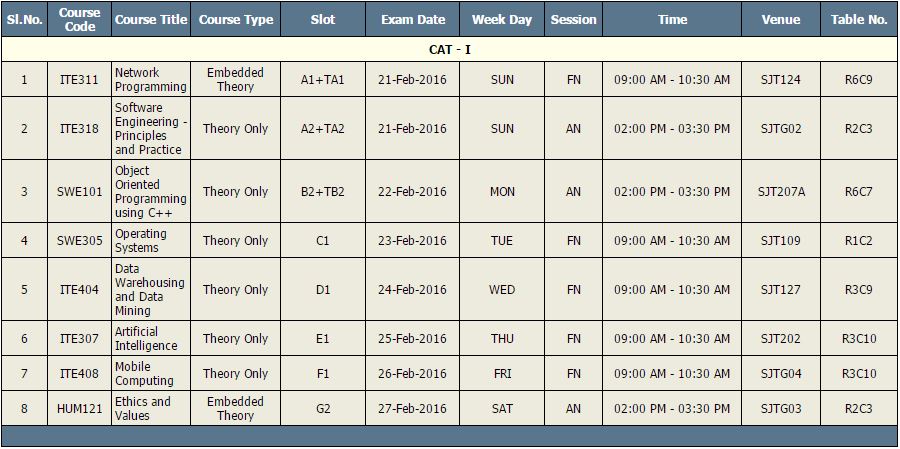 Sl.No. Course Code Course Title Course Type Slot Exam Date Week Day Session Time Venue Table No.
CAT - I
1 ITE311 Network Programming Embedded Theory A1+TA1 21-Feb-2016 SUN FN 09:00 AM - 10:30 AM SJT124 R6C9
2 ITE318 Software Engineering - Principles and Practice Theory Only A2+TA2 21-Feb-2016 SUN AN 02:00 PM - 03:30 PM SJTG02 R2C3
3 SWE101 Object Oriented Programming using C++ Theory Only B2+TB2 22-Feb-2016 MON AN 02:00 PM - 03:30 PM SJT207A R6C7
4 SWE305 Operating Systems Theory Only C1 23-Feb-2016 TUE FN 09:00 AM - 10:30 AM SJT109 R1C2
5 ITE404 Data Warehousing and Data Mining Theory Only D1 24-Feb-2016 WED FN 09:00 AM - 10:30 AM SJT127 R3C9
6 ITE307 Artificial Intelligence Theory Only E1 25-Feb-2016 THU FN 09:00 AM - 10:30 AM SJT202 R3C10
7 ITE408 Mobile Computing Theory Only F1 26-Feb-2016 FRI FN 09:00 AM - 10:30 AM SJTG04 R3C10
8 HUM121 Ethics and Values Embedded Theory G2 27-Feb-2016 SAT AN 02:00 PM - 03:30 PM SJTG03 R2C3